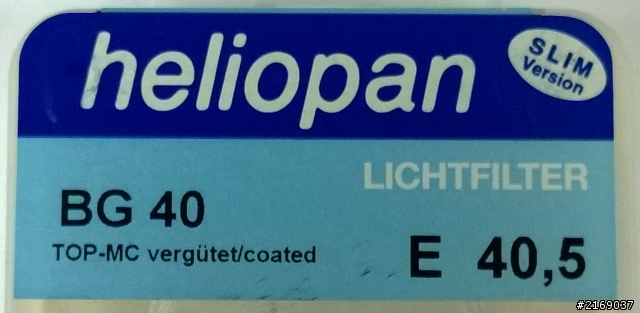 heliopan
SLIM
Version
LICHTFILTER
BG 40
TOP-MC vergütet/coated
E 40,5
#2169037